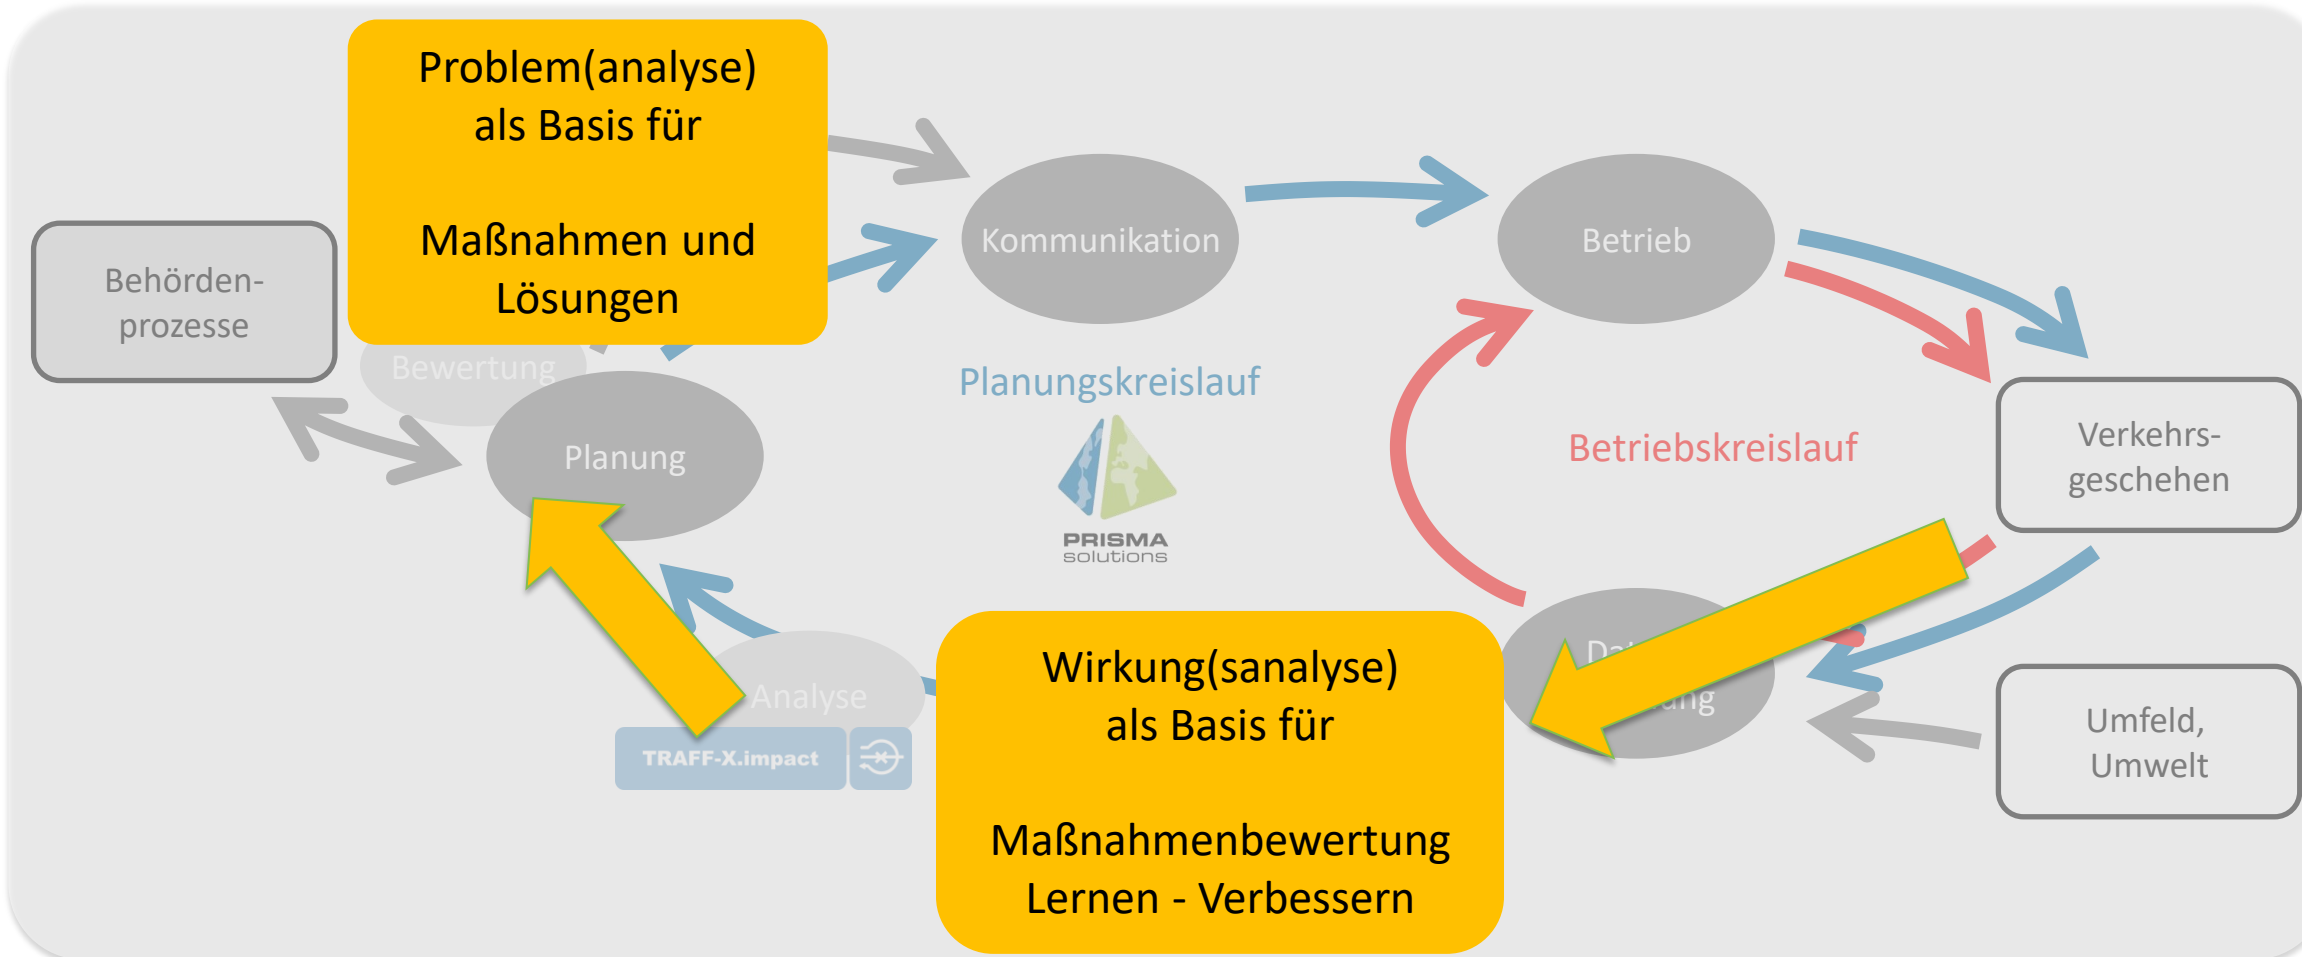 Problem(analyse)
als Basis für
Maßnahmen und
Lösungen
Behörden-
prozesse
Bewertung
Planung
Kommunikation
Betrieb
Planungskreislauf
PRISMA
solutions
Betriebskreislauf
Verkehrs-
geschehen
Umfeld,
Umwelt
Analyse
TRAFF-X.impact
Wirkung(sanalyse)
als Basis für
Maßnahmenbewertung
Lernen - Verbessern